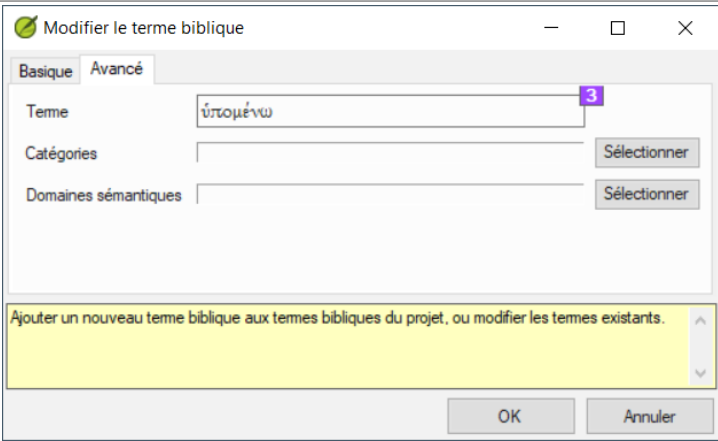 Modifier le terme biblique
Basique Avancé
Terme ὑπομένω 3
Catégories Sélectionner
Domaines sémantiques Sélectionner
Ajouter un nouveau terme biblique aux termes bibliques du projet, ou modifier les termes existants.
OK Annuler